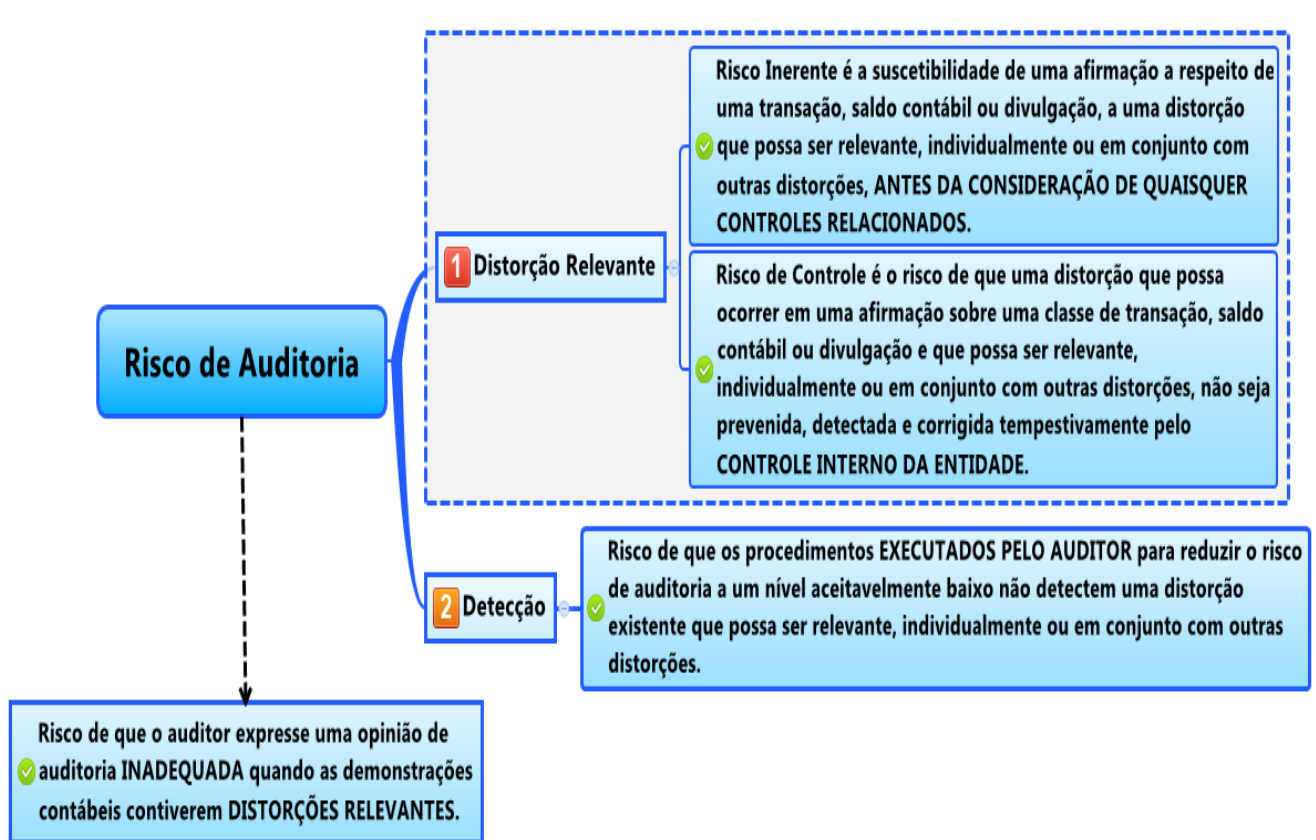 Risco de Auditoria
1 Distorção Relevante
Risco Inerente é a suscetibilidade de uma afirmação a respeito de
uma transação, saldo contábil ou divulgação, a uma distorção
que possa ser relevante, individualmente ou em conjunto com
outras distorções, ANTES DA CONSIDERAÇÃO DE QUAISQUER
CONTROLES RELACIONADOS.
Risco de Controle é o risco de que uma distorção que possa
ocorrer em uma afirmação sobre uma classe de transação, saldo
contábil ou divulgação e que possa ser relevante,
individualmente ou em conjunto com outras distorções, não seja
prevenida, detectada e corrigida tempestivamente pelo
CONTROLE INTERNO DA ENTIDADE.
2 Detecção
Risco de que os procedimentos EXECUTADOS PELO AUDITOR para reduzir o risco
de auditoria a um nível aceitavelmente baixo não detectem uma distorção
existente que possa ser relevante, individualmente ou em conjunto com outras
distorções.
Risco de que o auditor expresse uma opinião de
auditoria INADEQUADA quando as demonstrações
contábeis contiverem DISTORÇÕES RELEVANTES.